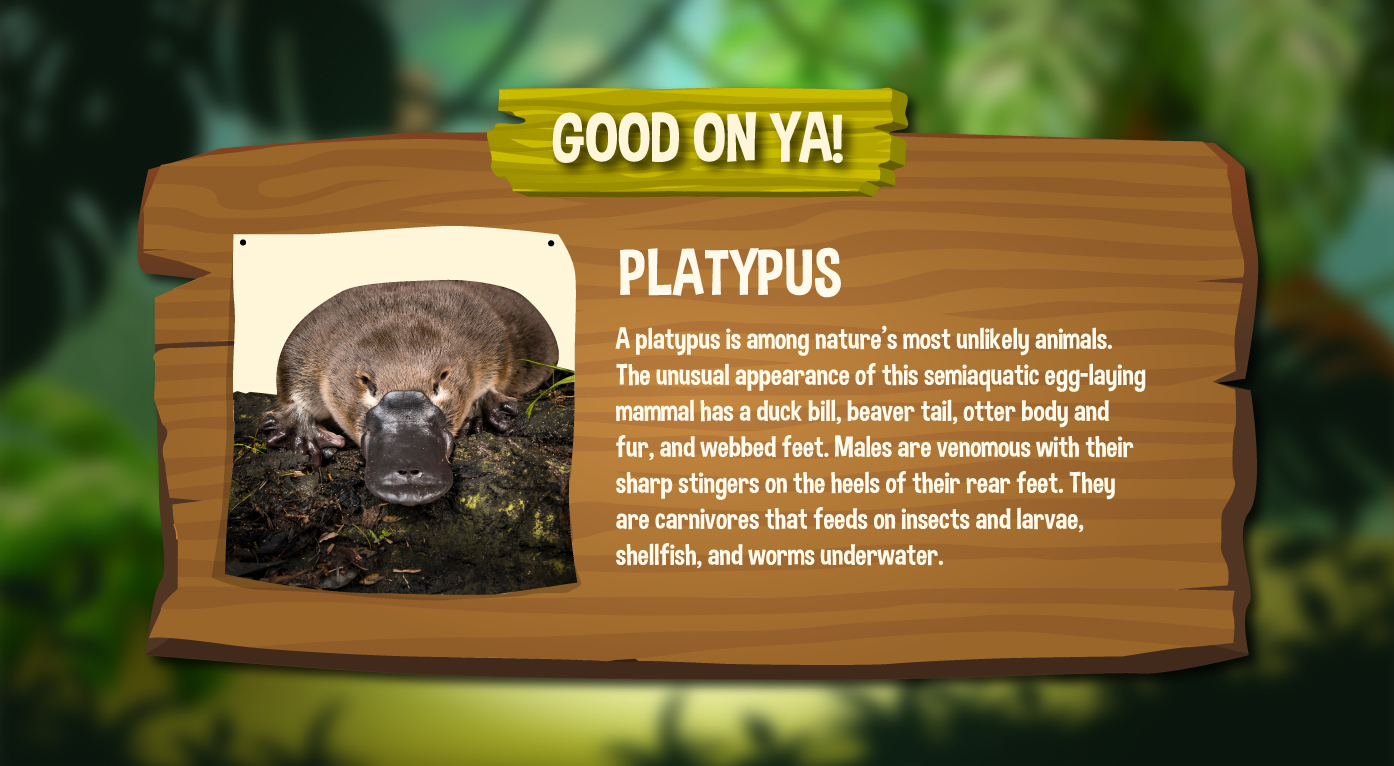 GOOD ON YA!
PLATYPUS
A platypus is among nature's most unlikely animals.
The unusual appearance of this semiaquatic egg-laying
mammal has a duck bill, beaver tail, otter body and
fur, and webbed feet. Males are venomous with their
sharp stingers on the heels of their rear feet. They
are carnivores that feeds on insects and larvae,
shellfish, and worms underwater.